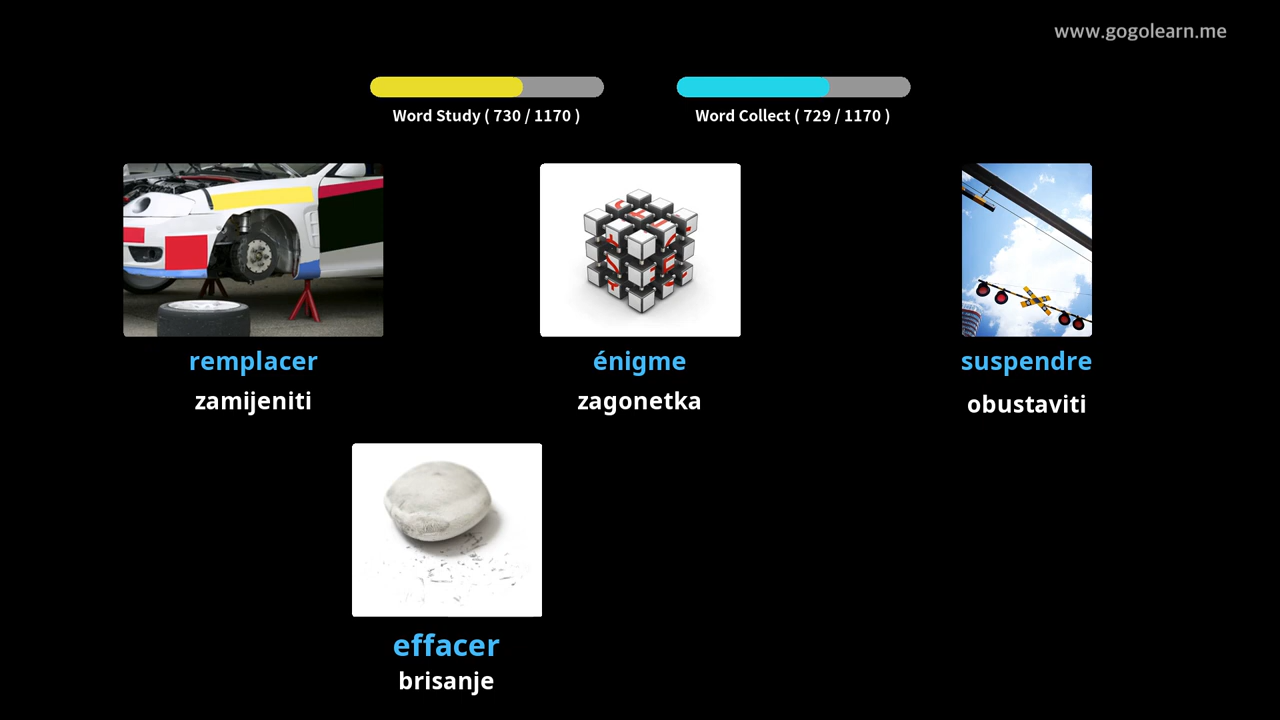 www.gogolearn.me
Word Study ( 730 / 1170 )
Word Collect ( 729 / 1170 )
remplacer
zamijeniti
énigme
zagonetka
suspendre
obustaviti
effacer
brisanje